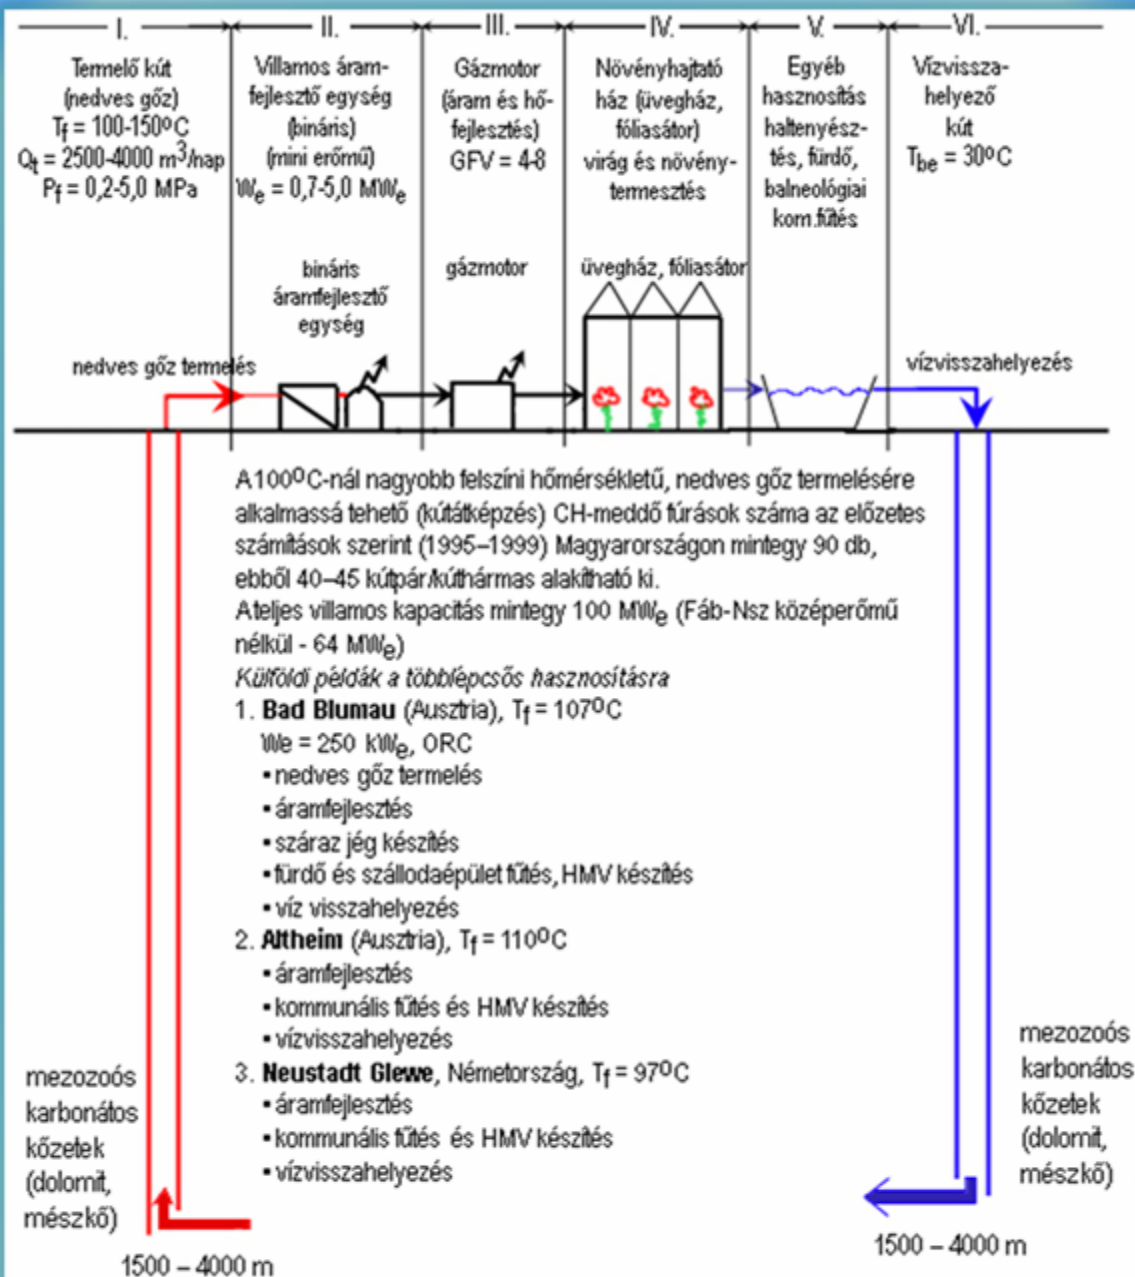 I.
II.
III.
IV.
V.
VI.
Termelő kút
(nedves gőz)
Tf = 100-150ºC
Qt = 2500-4000 m³/nap
Pf = 0,2-5,0 MPa
Villamos áram-
fejlesztő egység
(bináris)
(mini erőmű)
We = 0,7-5,0 MWe
Gázmotor
(áram és hő-
fejlesztés)
GFV = 4-8
Növényhajtató
ház (üvegház,
fóliasátor)
virág és növény-
termesztés
Egyéb
hasznosítás
haltenyész-
tés, fürdő,
balneológiai
kom.fűtés
Vízvissza-
helyező
kút
Tbe = 30ºC
bináris
áramfejlesztő
egység
gázmotor
üvegház, fóliasátor
nedves gőz termelés
vízvisszahelyezés
A100ºC-nál nagyobb felszíni hőmérsékletű, nedves gőz termelésére
alkalmassá tehető (kútátképzés) CH-meddő fúrások száma az előzetes
számítások szerint (1995–1999) Magyarországon mintegy 90 db,
ebből 40–45 kútpár/kúthármas alakítható ki.
Ateljes villamos kapacitás mintegy 100 MWe (Fáb-Nsz középerőmű
nélkül - 64 MWe)
Külföldi példák a többlépcsős hasznosításra
1. Bad Blumau (Ausztria), Tf = 107ºC
We = 250 kWe, ORC
▪ nedves gőz termelés
▪ áramfejlesztés
▪ száraz jég készítés
▪ fürdő és szállodaépület fűtés, HMV készítés
▪ víz visszahelyezés
2. Altheim (Ausztria), Tf = 110ºC
▪ áramfejlesztés
▪ kommunális fűtés és HMV készítés
▪ vízvisszahelyezés
3. Neustadt Glewe, Németország, Tf = 97ºC
▪ áramfejlesztés
▪ kommunális fűtés és HMV készítés
▪ vízvisszahelyezés
mezozoós
karbonátos
kőzetek
(dolomit,
mészkő)
1500 – 4000 m
mezozoós
karbonátos
kőzetek
(dolomit,
mészkő)
1500 – 4000 m